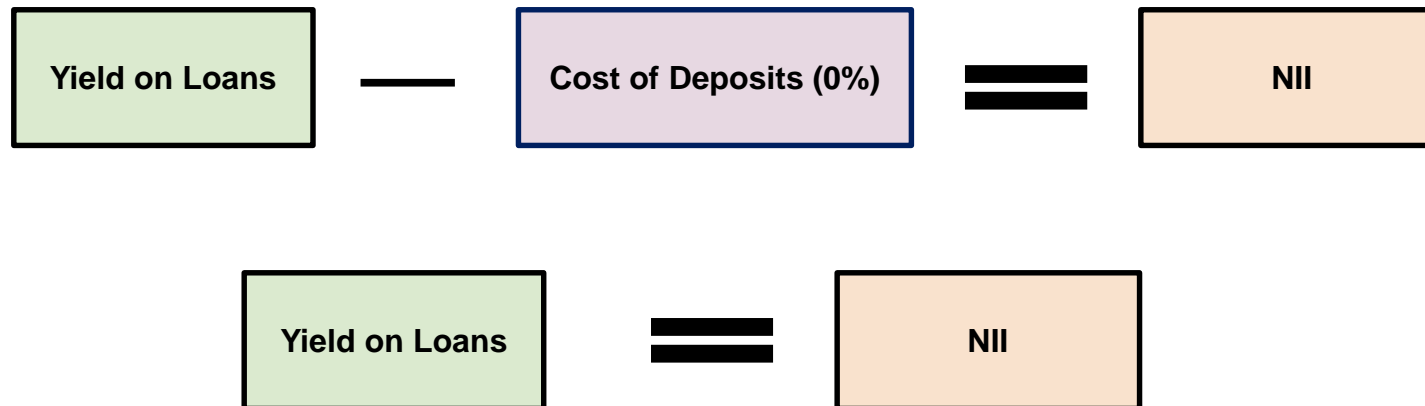 Yield on Loans — Cost of Deposits (0%) = NII
Yield on Loans = NII